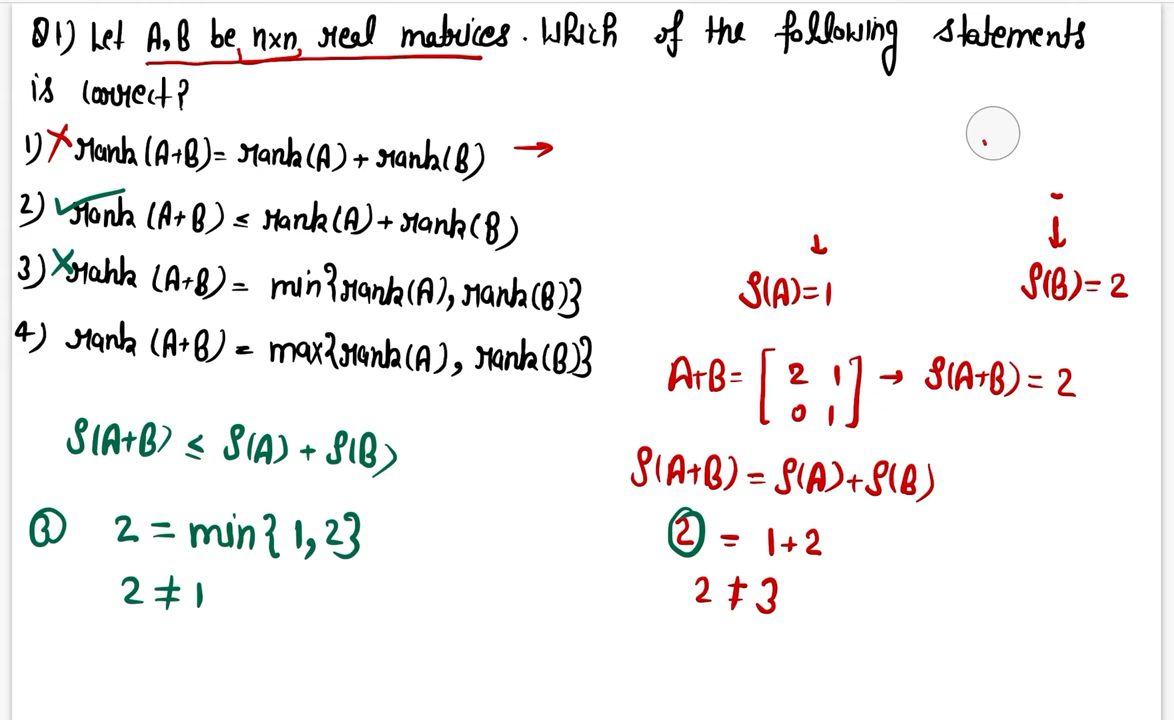 Q1) Let A, B be n×n real matrices. Which of the following statements
is correct?
1) rank (A+B) = rank(A) + rank(B) →
2) rank (A+B) ≤ rank(A) + rank(B)
3) rank (A+B) = min{rank(A), rank(B)}
4) rank (A+B) = max{rank(A), rank(B)}
ρ(A+B) ≤ ρ(A) + ρ(B)
③ 2 = min{1,2}
2 ≠ 1
↓ ↓
ρ(A)=1 ρ(B)=2
A+B = [2 1
0 1] → ρ(A+B) = 2
ρ(A+B) = ρ(A)+ρ(B)
2 = 1+2
2 ≠ 3